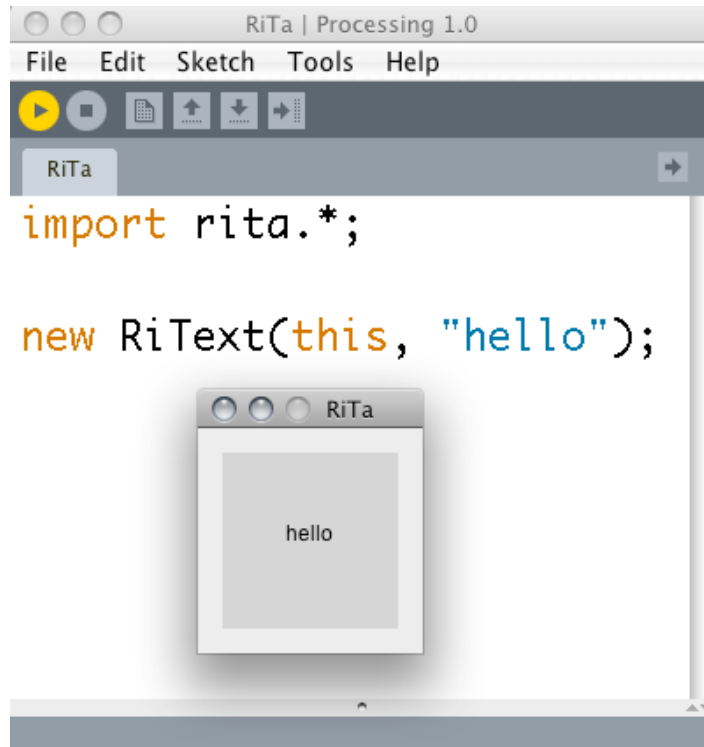 RiTa | Processing 1.0
File Edit Sketch Tools Help
RiTa
import rita.*;
new RiText(this, "hello");
RiTa
hello